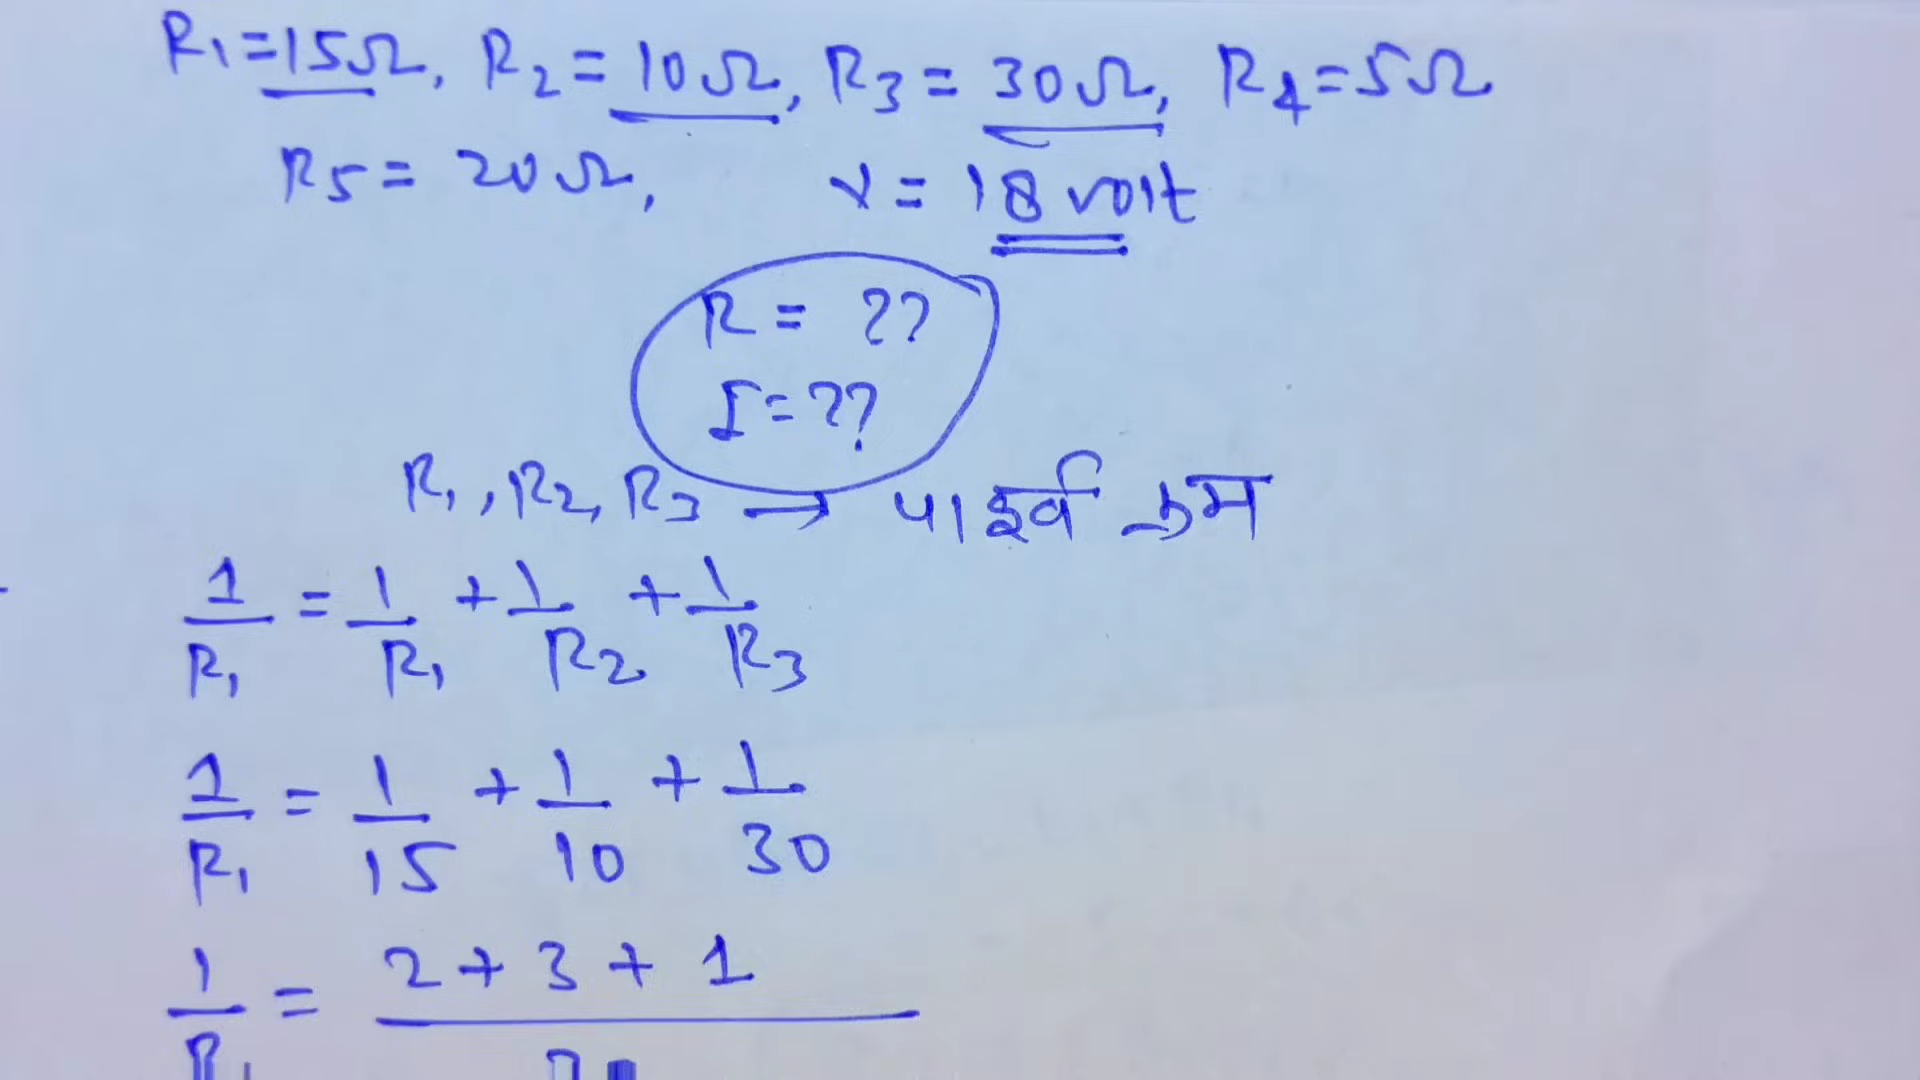 R1=15Ω, R2=10Ω, R3=30Ω, R4=5Ω
R5=20Ω, V=18 volt
R=??
I=??
R1, R2, R3 → पार्श्व क्रम
1/R1 = 1/R1 + 1/R2 + 1/R3
1/R1 = 1/15 + 1/10 + 1/30
1/R1 = 2+3+1